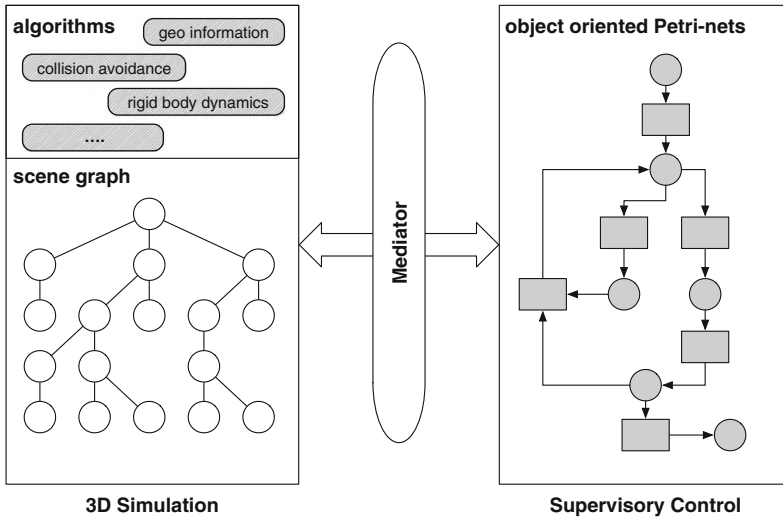 algorithms
geo information
collision avoidance
rigid body dynamics
....
scene graph
Mediator
object oriented Petri-nets
3D Simulation
Supervisory Control